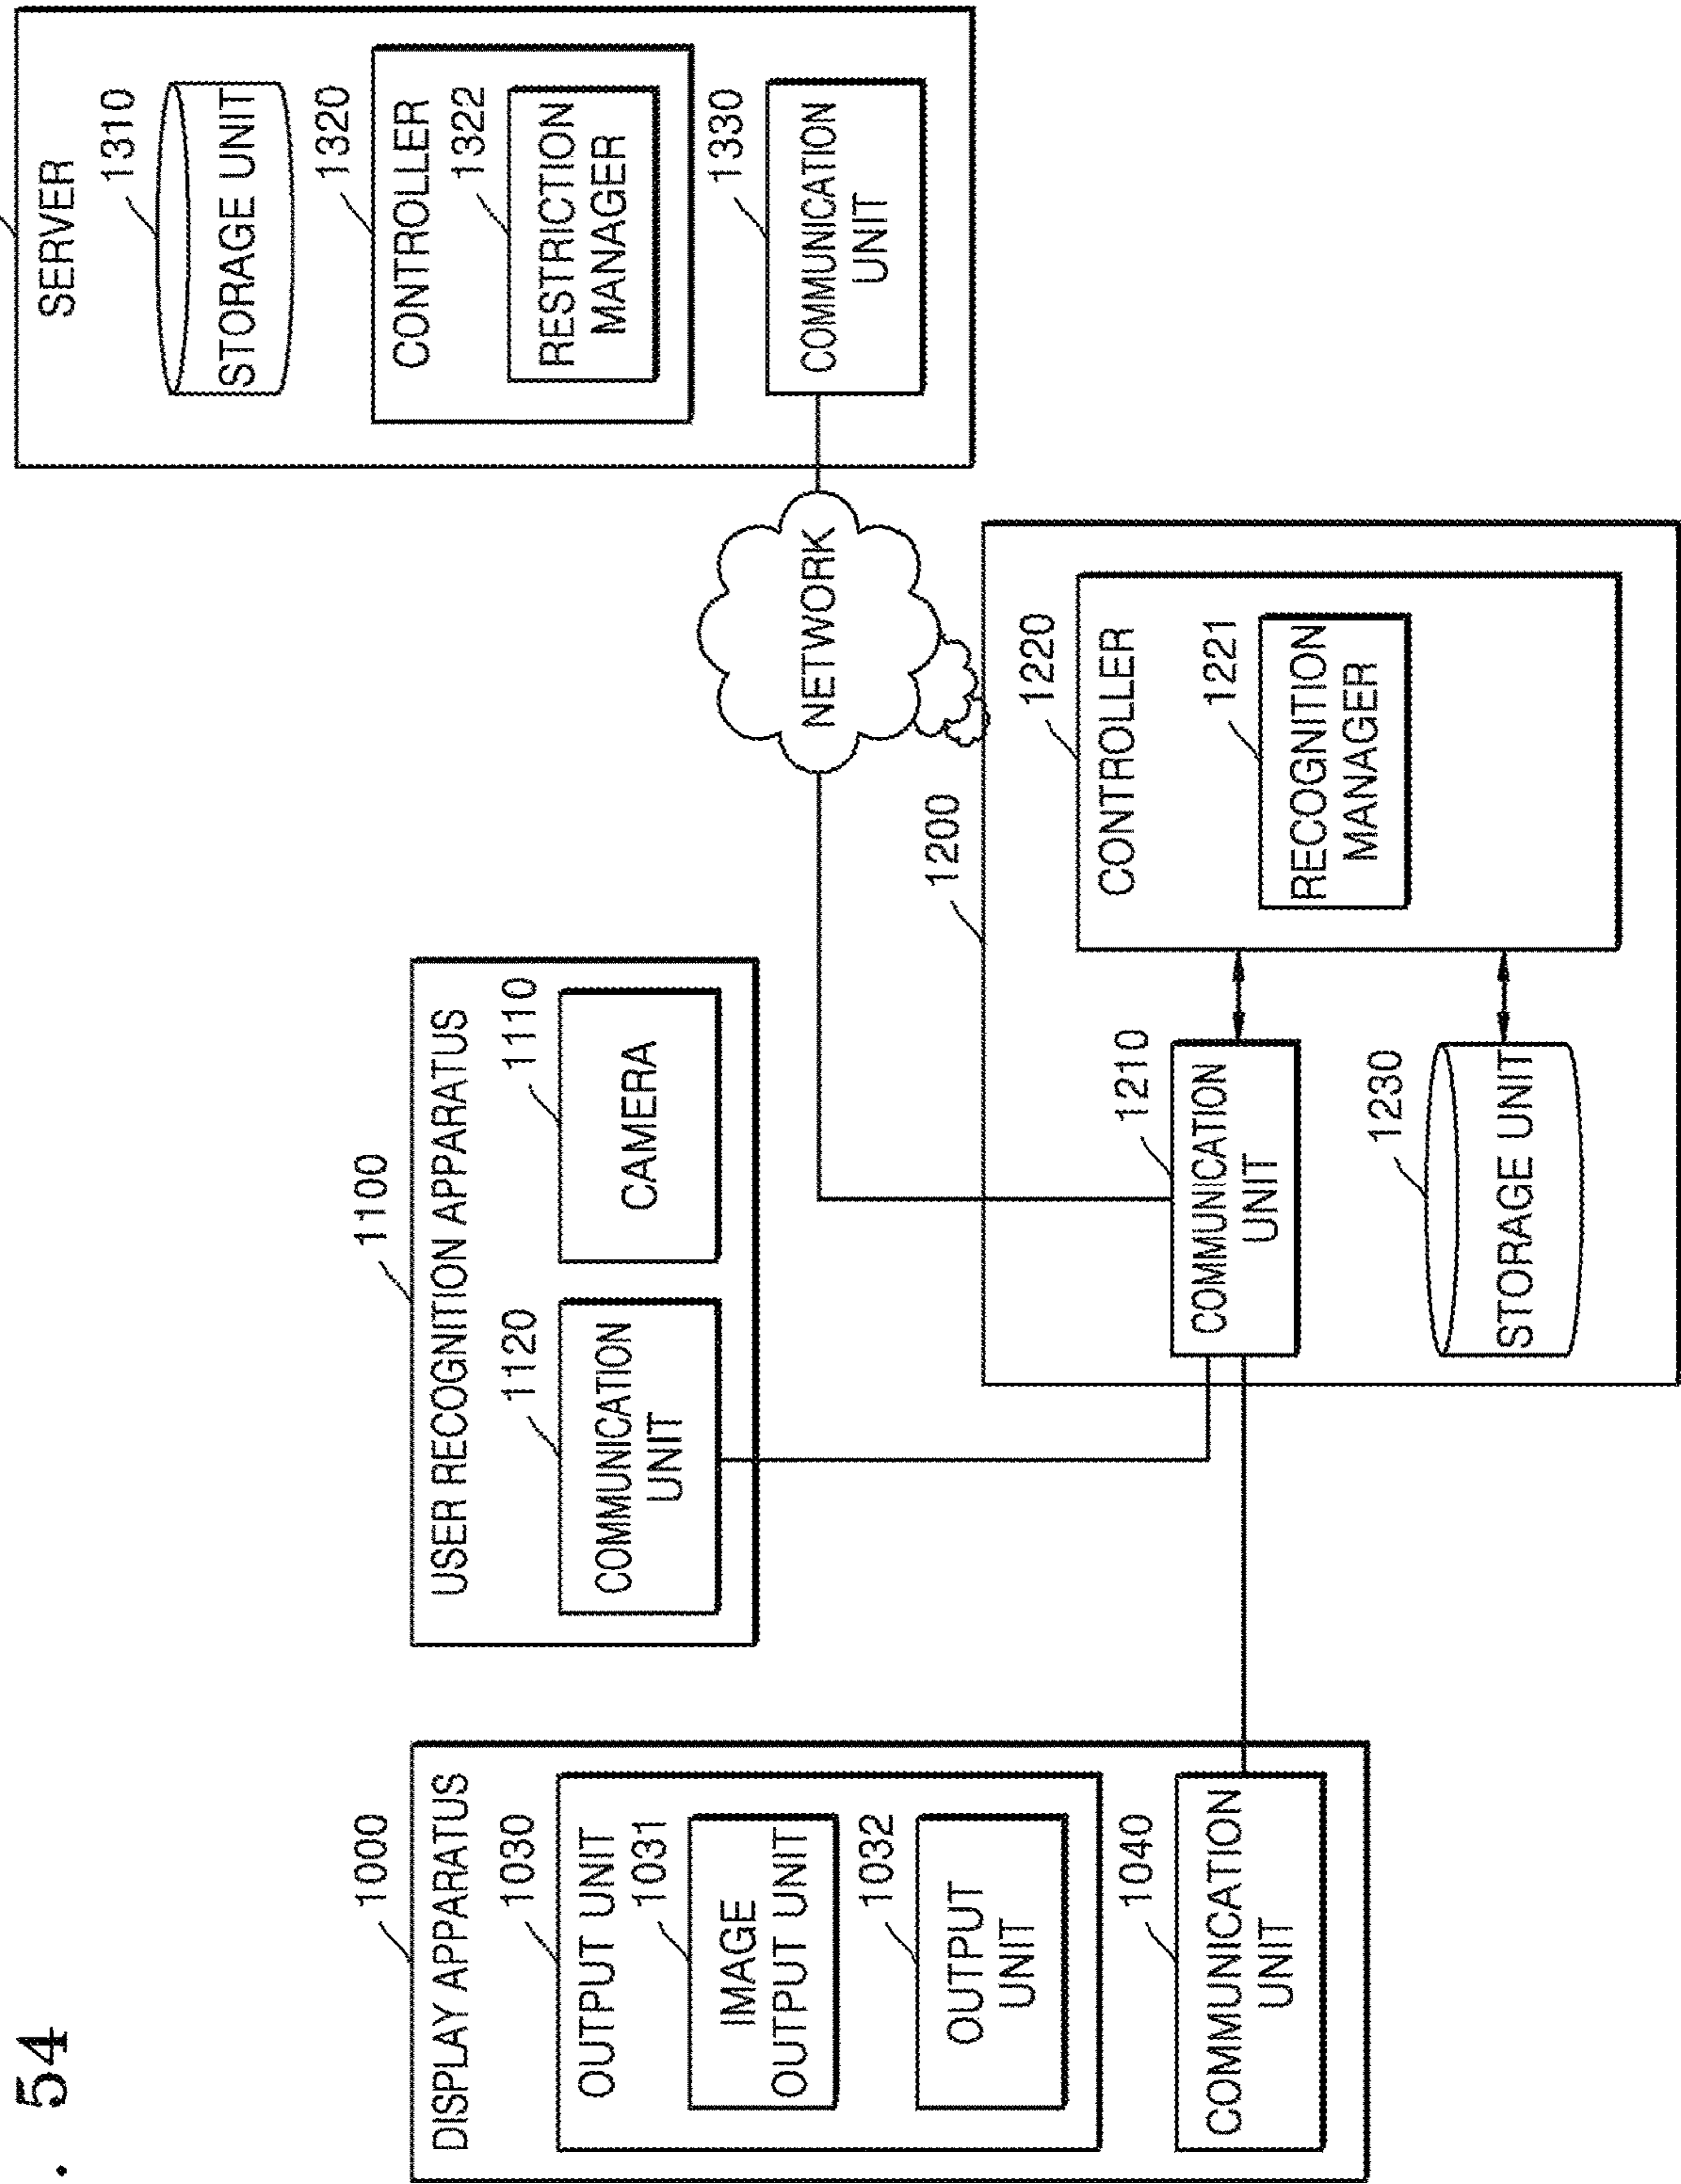 . 54
1000
DISPLAY APPARATUS
1030
OUTPUT UNIT
1031
IMAGE
OUTPUT UNIT
1032
OUTPUT
UNIT
1040
COMMUNICATION
UNIT
1100
USER RECOGNITION APPARATUS
1120
COMMUNICATION
UNIT
1110
CAMERA
1200
1210
COMMUNICATION
UNIT
1230
STORAGE UNIT
1220
CONTROLLER
1221
RECOGNITION
MANAGER
NETWORK
SERVER
1310
STORAGE UNIT
1320
CONTROLLER
1322
RESTRICTION
MANAGER
1330
COMMUNICATION
UNIT